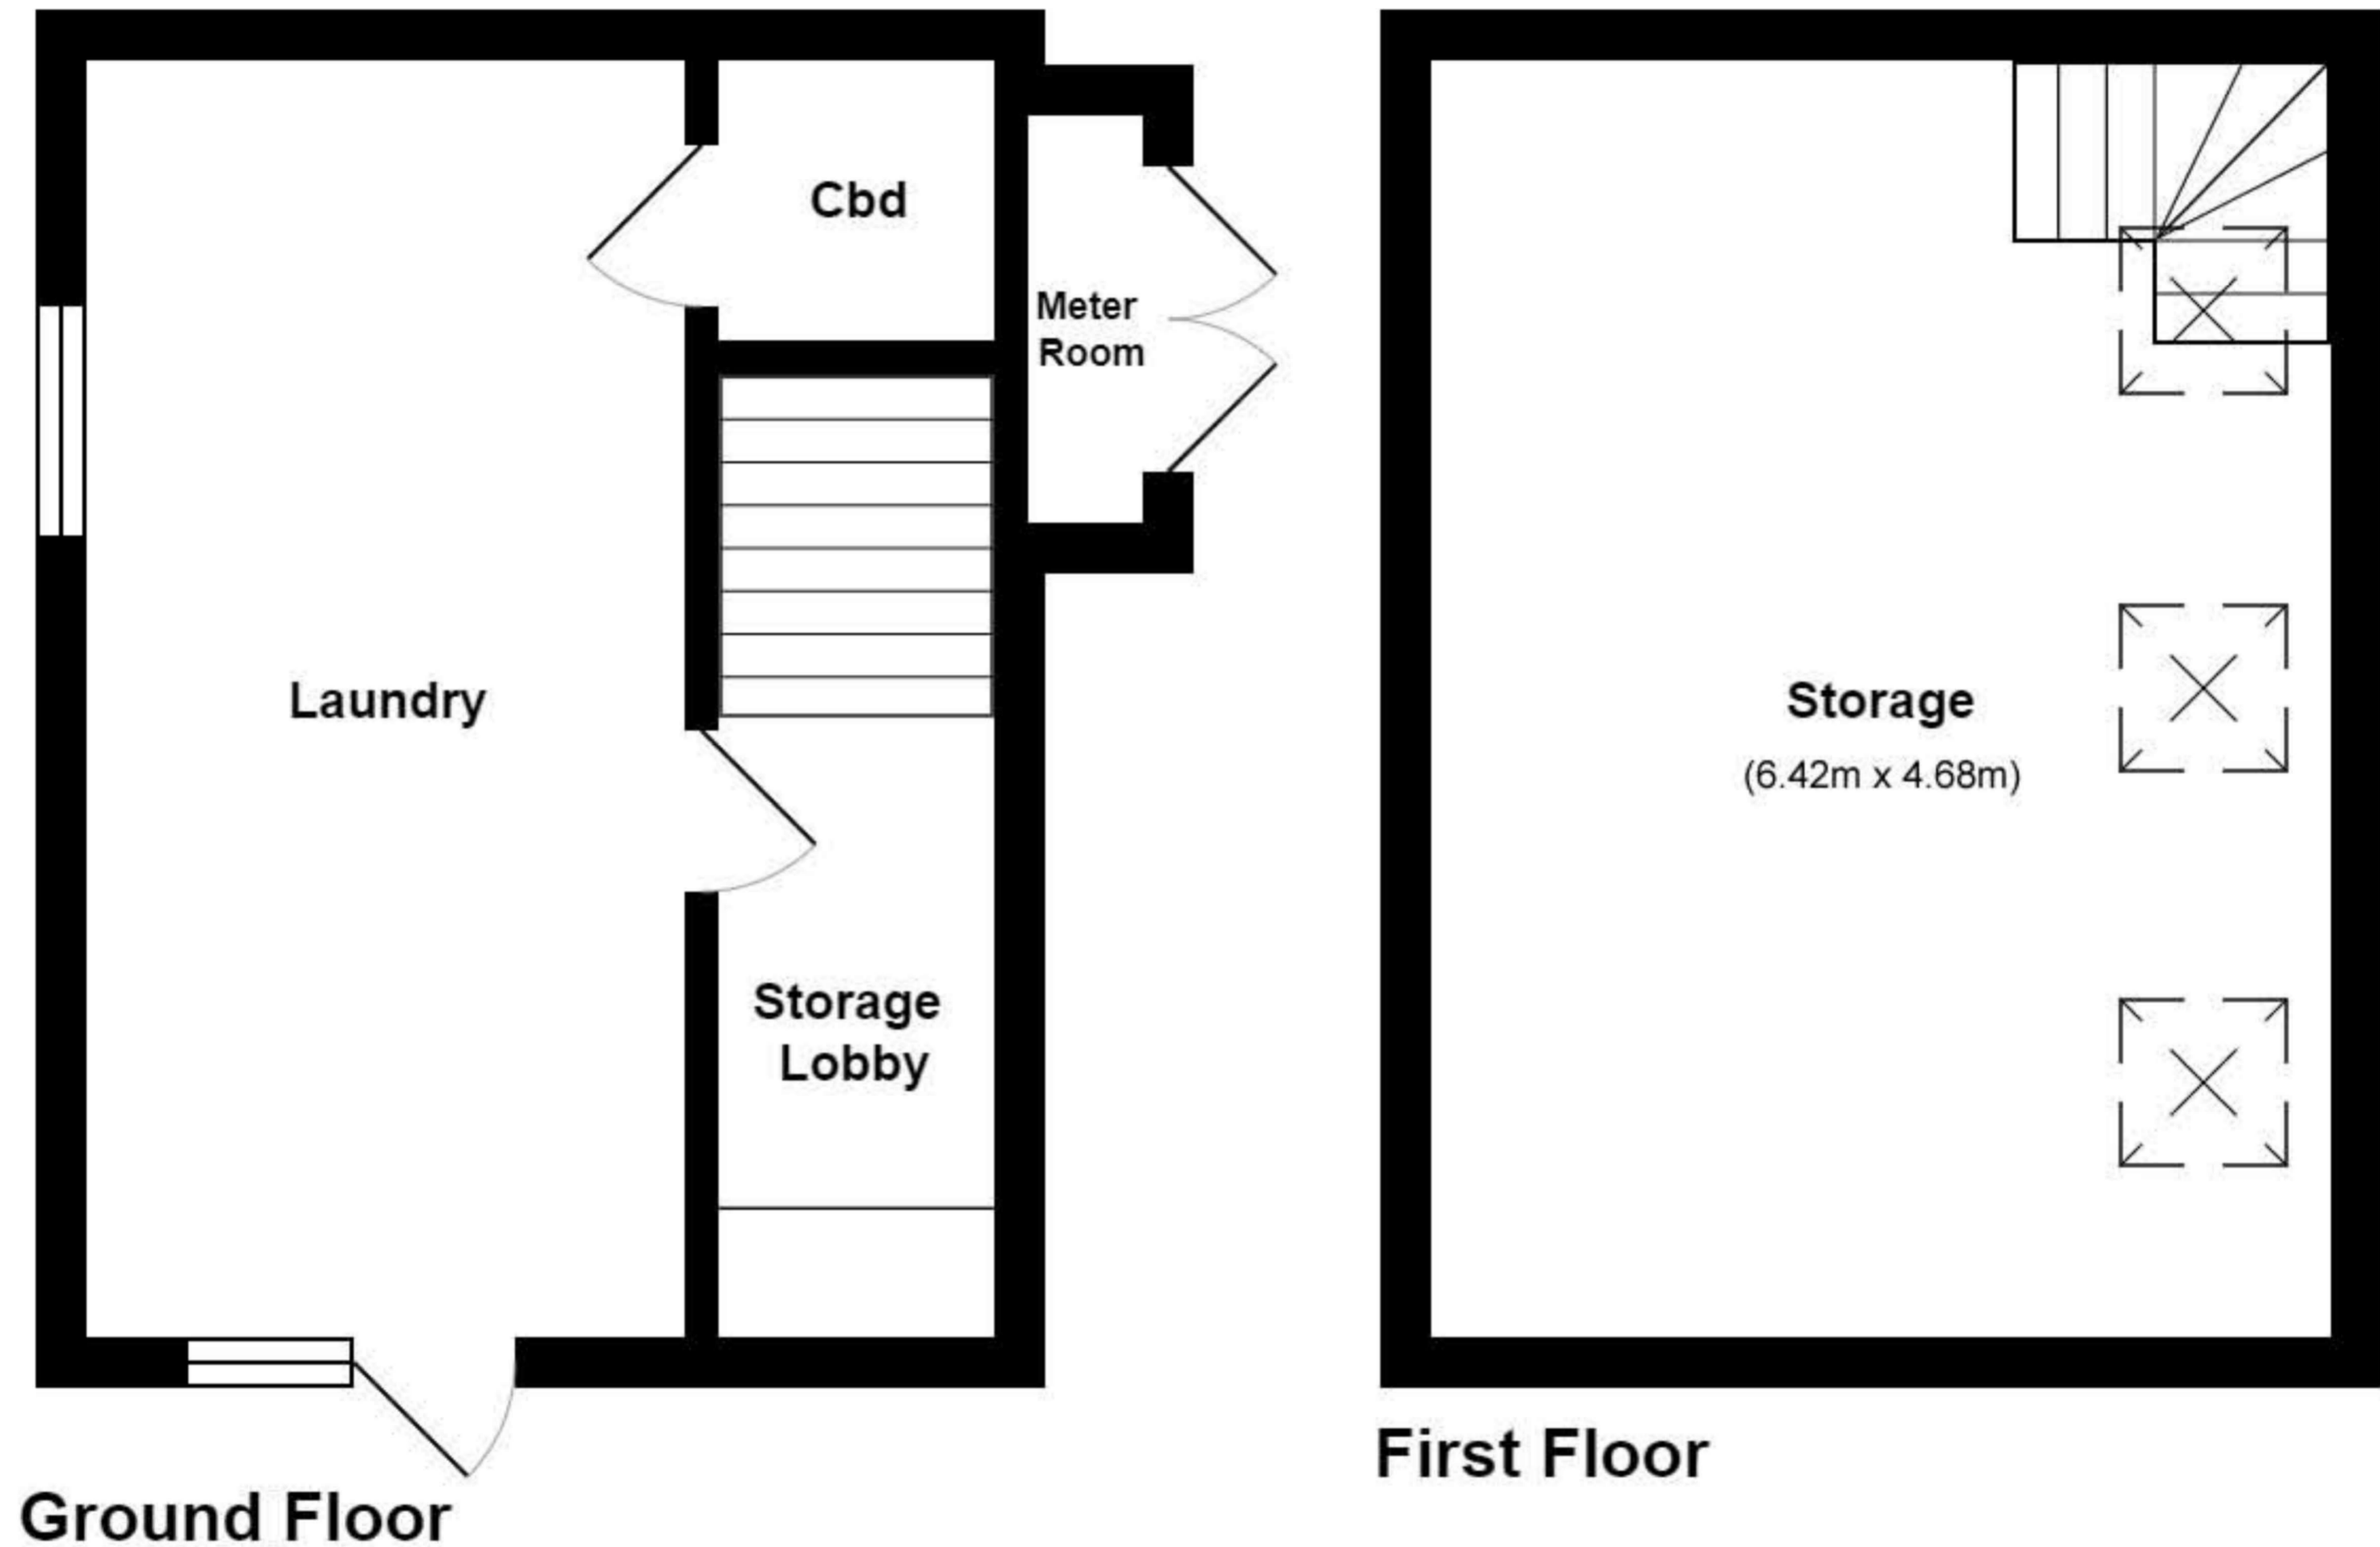 Cbd
Meter
Room
Laundry
Storage
Lobby
Ground Floor
Storage
(6.42m x 4.68m)
First Floor